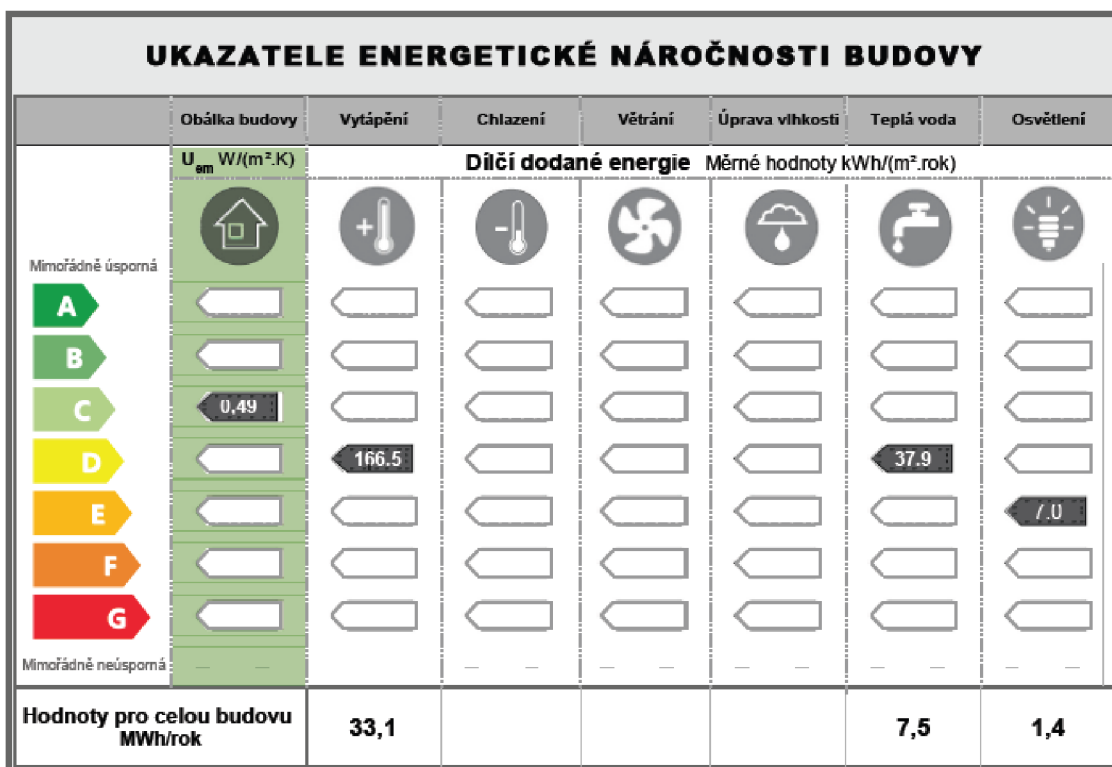 UKAZATELE ENERGETICKÉ NÁROČNOSTI BUDOVY
Obálka budovy Vytápění Chlazení Větrání Úprava vlhkosti Teplá voda Osvětlení
Uem W/(m².K) Dílčí dodané energie Měrné hodnoty kWh/(m².rok)
Mimořádně úsporná
A
B
C 0,49
D 166.5 37.9
E 7.0
F
G
Mimořádně neúsporná
Hodnoty pro celou budovu 33,1 7,5 1,4
MWh/rok